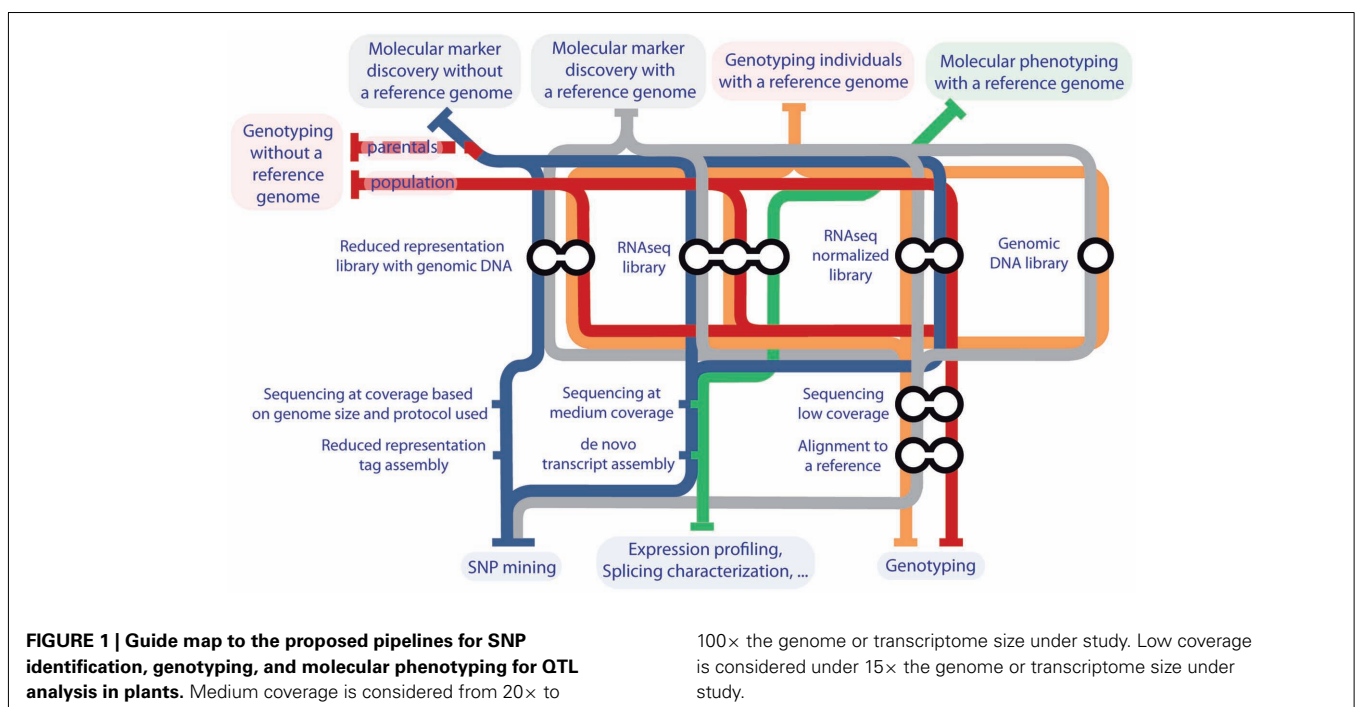 Molecular marker
discovery without
a reference genome
Molecular marker
discovery with
a reference genome
Genotyping individuals
with a reference genome
Molecular phenotyping
with a reference genome
Genotyping
without a
reference
genome
parentals
population
Reduced representation
library with genomic DNA
RNAseq
library
RNAseq
normalized
library
Genomic
DNA library
Sequencing at coverage based
on genome size and protocol used
Sequencing at
medium coverage
Sequencing
low coverage
Reduced representation
tag assembly
de novo
transcript assembly
Alignment to
a reference
SNP mining
Expression profiling,
Splicing characterization, ...
Genotyping
FIGURE 1 | Guide map to the proposed pipelines for SNP
identification, genotyping, and molecular phenotyping for QTL
analysis in plants. Medium coverage is considered from 20× to
100× the genome or transcriptome size under study. Low coverage
is considered under 15× the genome or transcriptome size under
study.